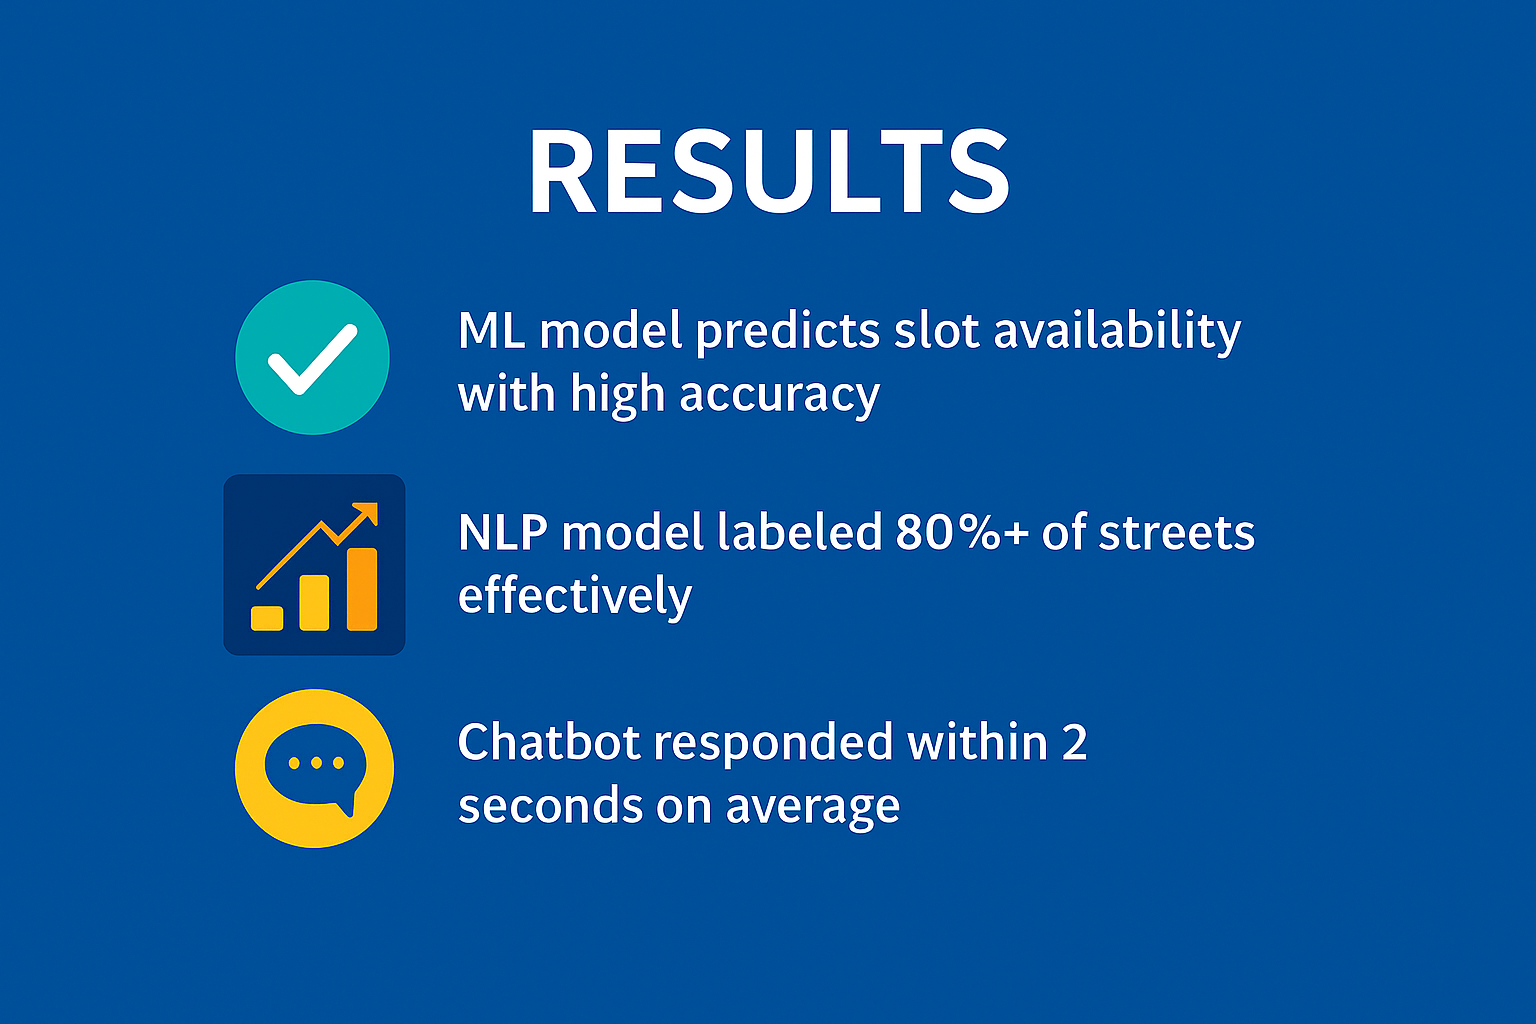 RESULTS
ML model predicts slot availability
with high accuracy
NLP model labeled 80%+ of streets
effectively
Chatbot responded within 2
seconds on average